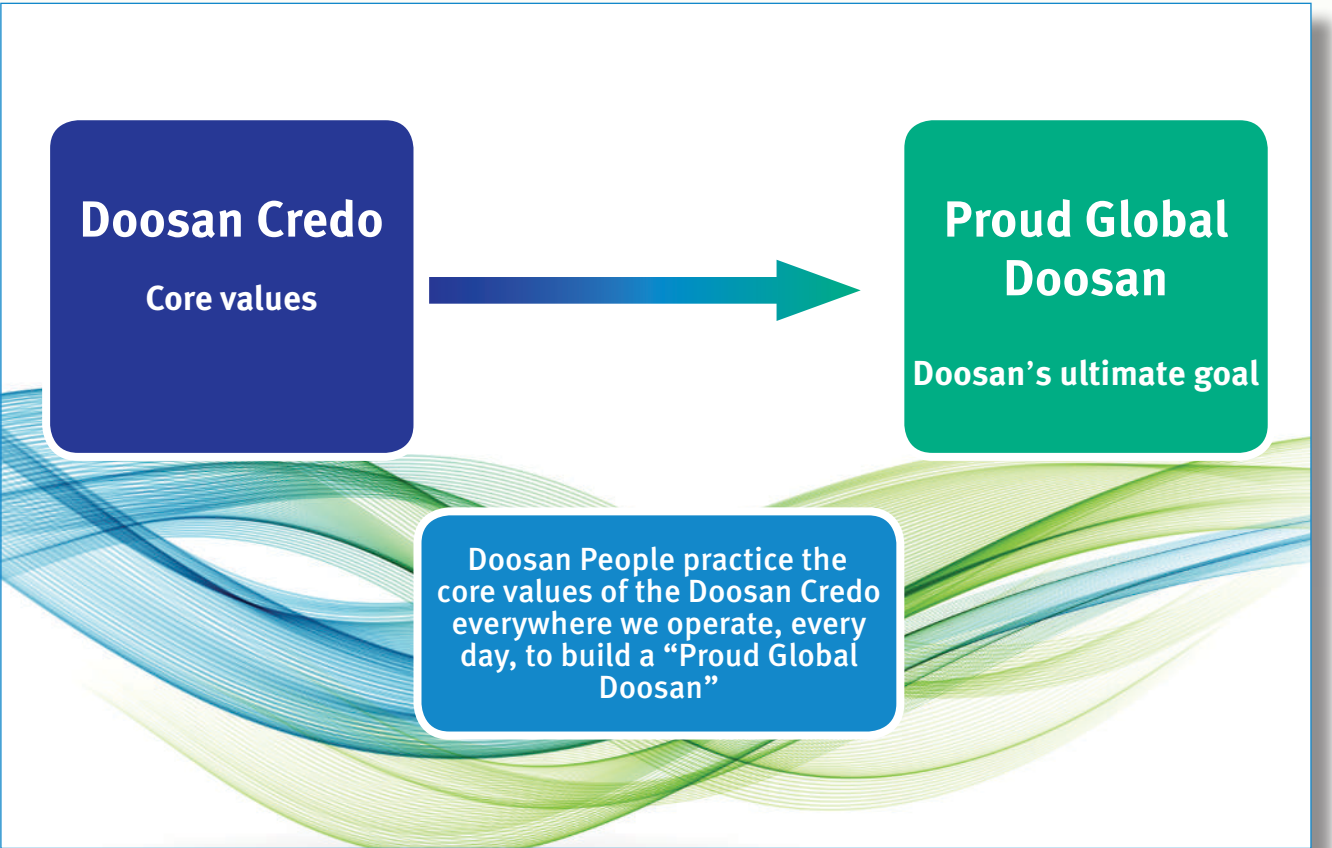 Doosan Credo
Core values
Proud Global
Doosan
Doosan’s ultimate goal
Doosan People practice the
core values of the Doosan Credo
everywhere we operate, every
day, to build a “Proud Global
Doosan”